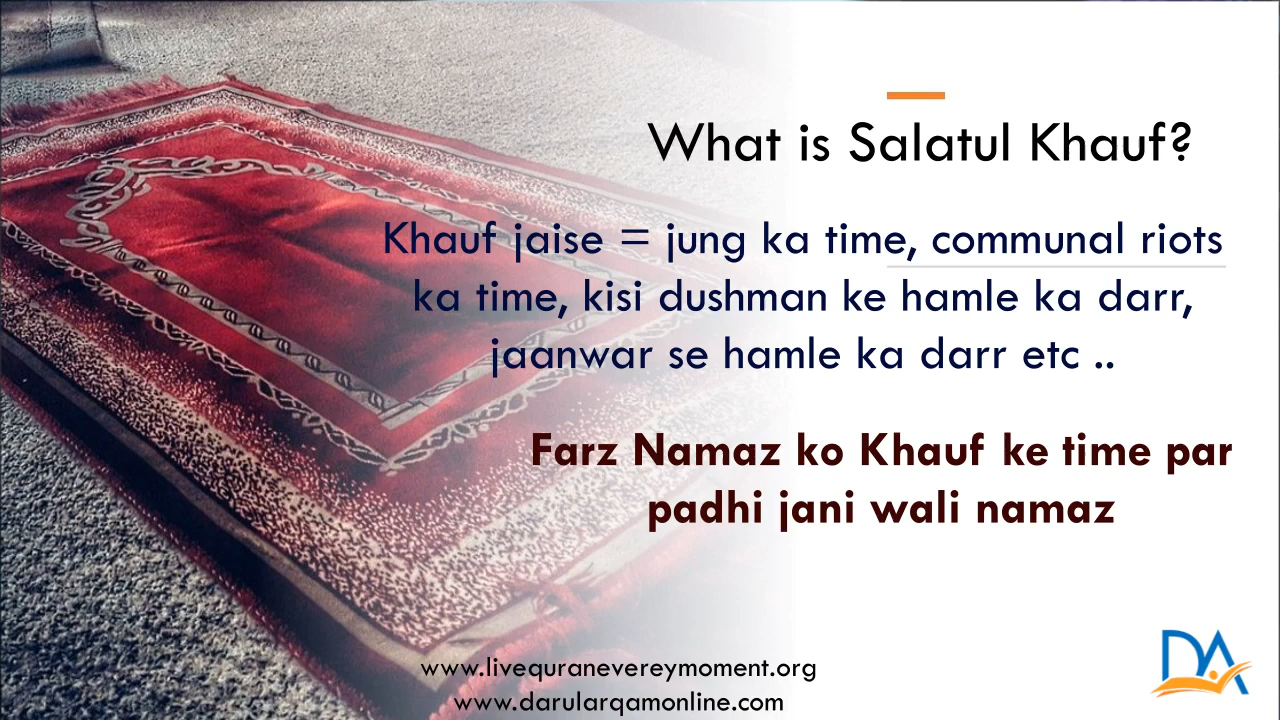 What is Salatul Khauf?
Khauf jaise = jung ka time, communal riots
ka time, kisi dushman ke hamle ka darr,
jaanwar se hamle ka darr etc ..
Farz Namaz ko Khauf ke time par
padhi jani wali namaz
www.livequranevereymoment.org
www.darularqamonline.com
DA